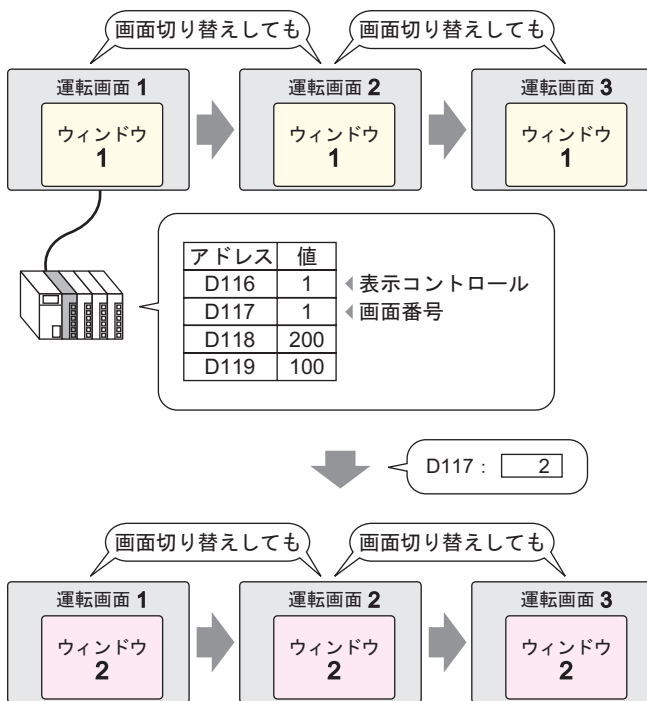 画面切り替えしても
画面切り替えしても
運転画面 1
運転画面 2
運転画面 3
ウィンドウ
1
ウィンドウ
1
ウィンドウ
1
アドレス 値
D116 1 表示コントロール
D117 1 画面番号
D118 200
D119 100
D117 : 2
画面切り替えしても
画面切り替えしても
運転画面 1
運転画面 2
運転画面 3
ウィンドウ
2
ウィンドウ
2
ウィンドウ
2